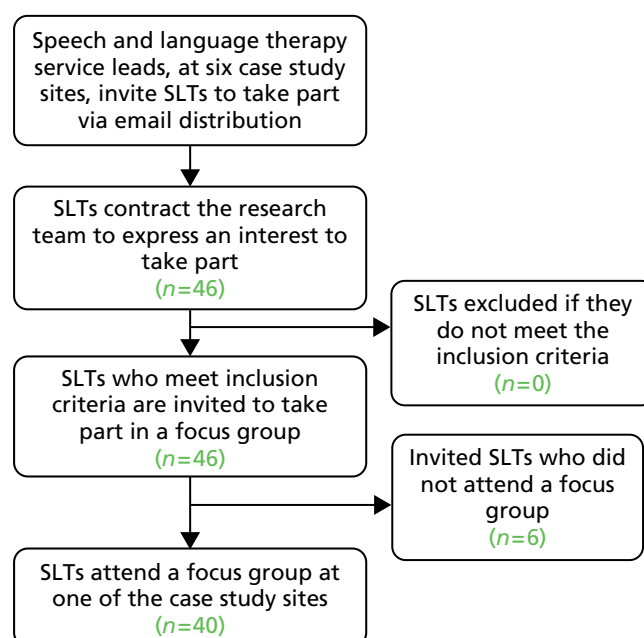 Speech and language therapy
service leads, at six case study
sites, invite SLTs to take part
via email distribution
SLTs contract the research
team to express an interest to
take part
(n=46)
SLTs excluded if they
do not meet the
inclusion criteria
(n=0)
SLTs who meet inclusion
criteria are invited to take
part in a focus group
(n=46)
Invited SLTs who did
not attend a focus
group
(n=6)
SLTs attend a focus group at
one of the case study sites
(n=40)